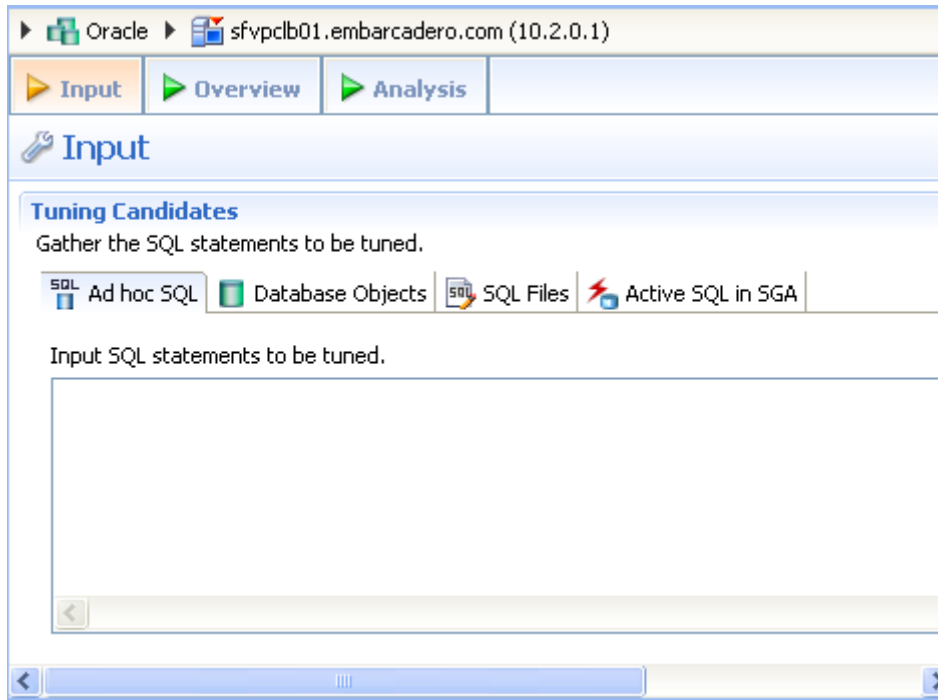 Oracle sfvpclb01.embarcadero.com (10.2.0.1)
Input Overview Analysis
Input
Tuning Candidates
Gather the SQL statements to be tuned.
SQL Ad hoc SQL Database Objects SQL SQL Files Active SQL in SGA
Input SQL statements to be tuned.